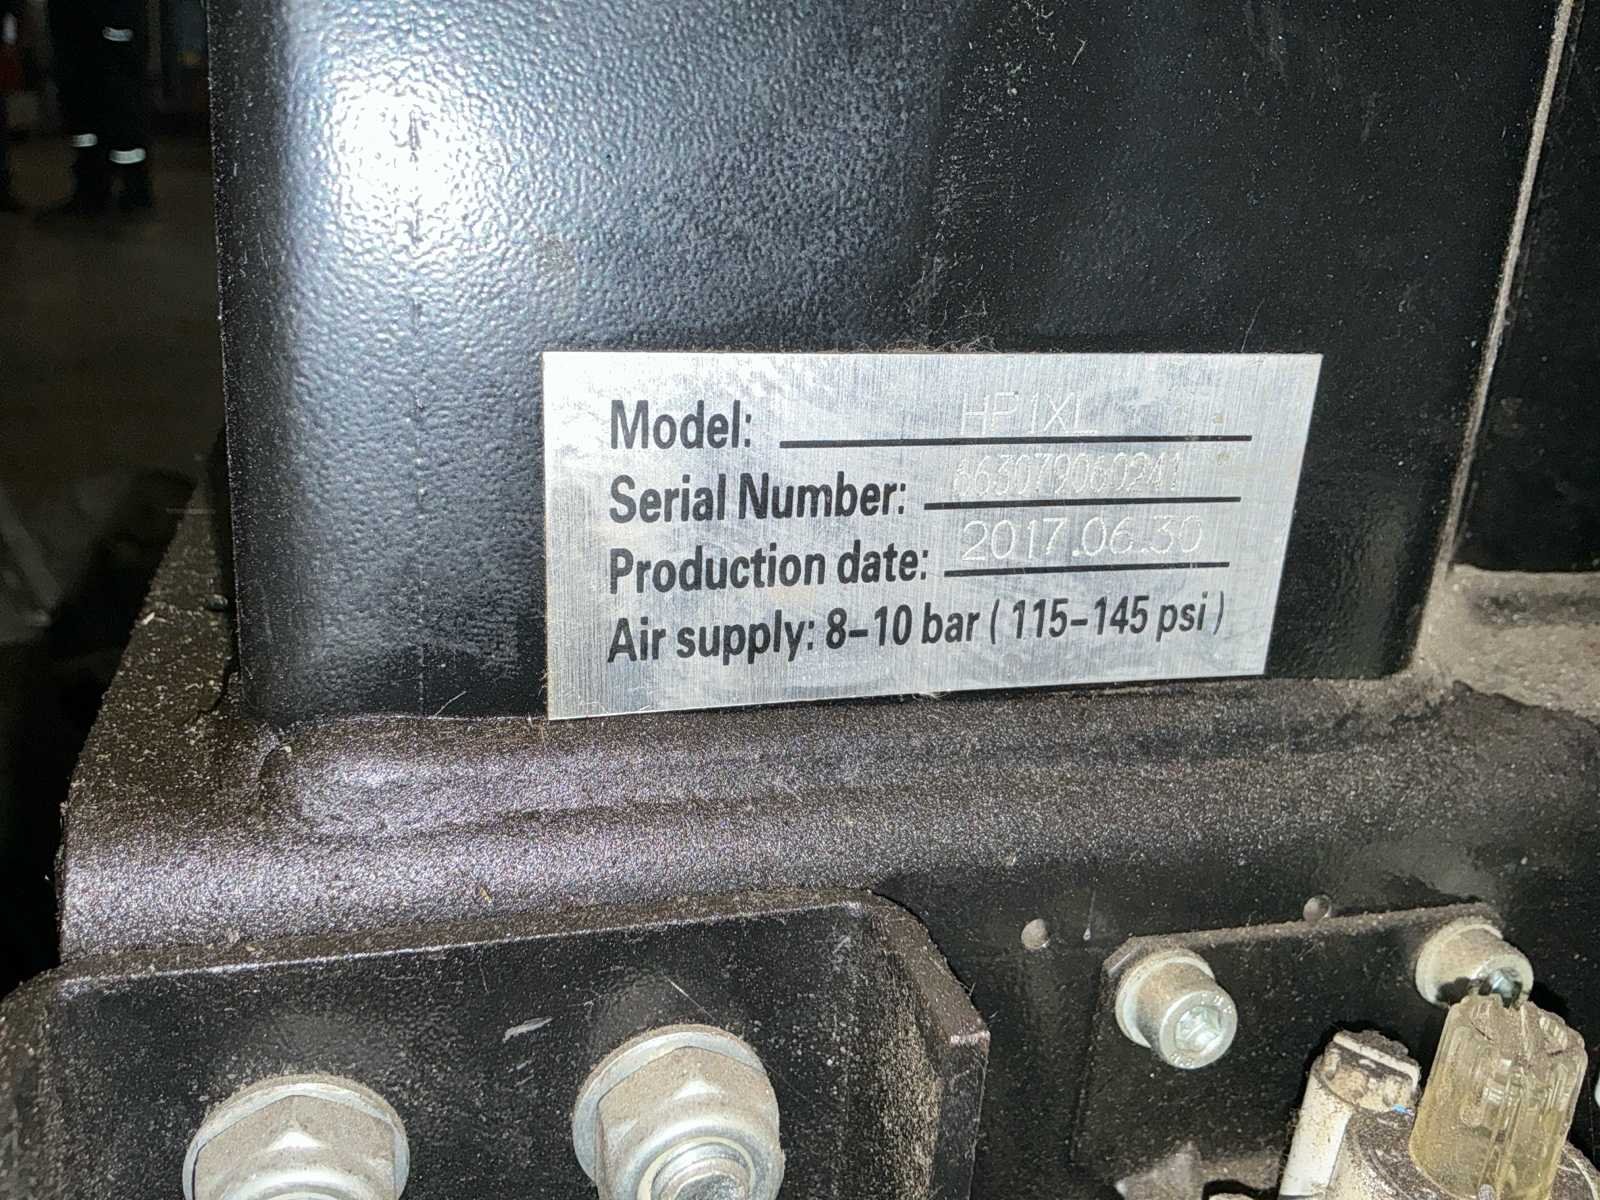 Model: HP1XL
Serial Number: 663079060241
Production date: 2017.06.30
Air supply: 8-10 bar ( 115-145 psi )